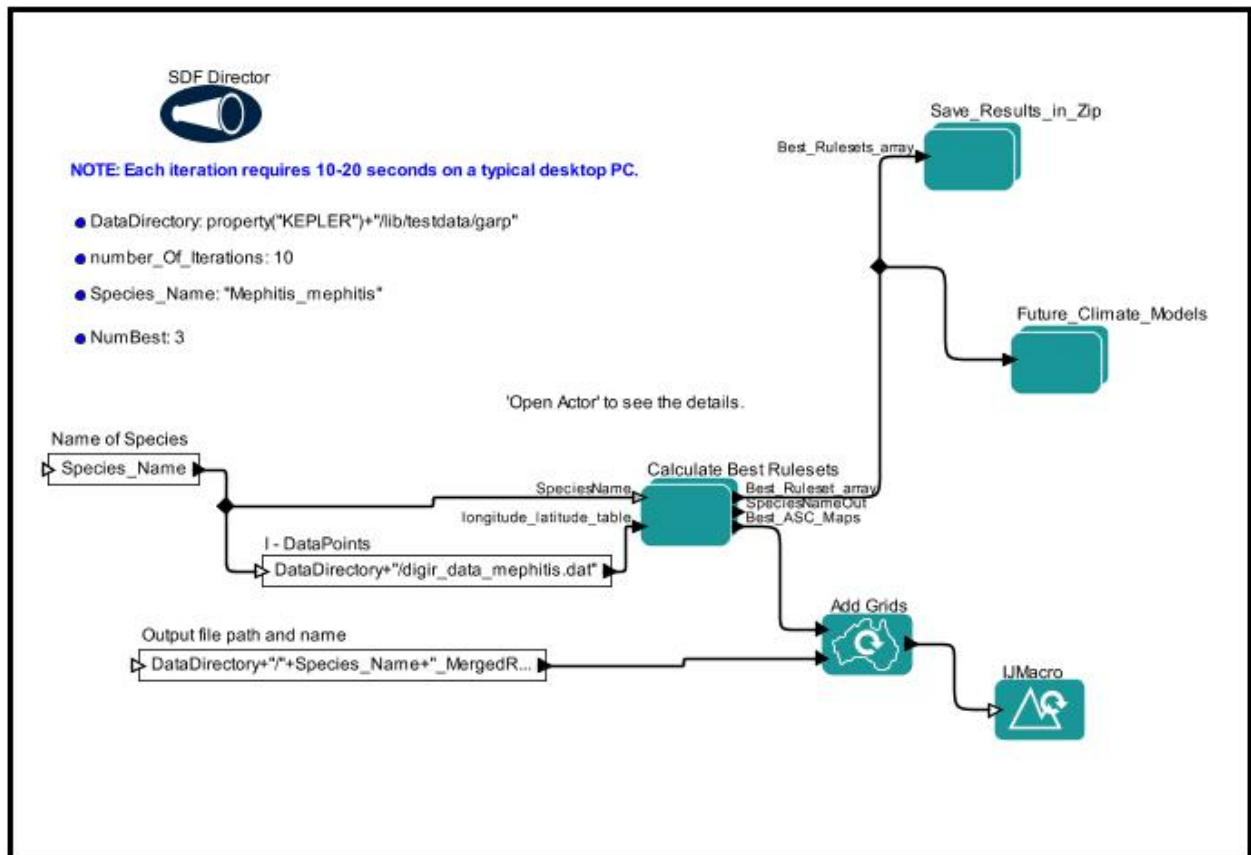 SDF Director
NOTE: Each iteration requires 10-20 seconds on a typical desktop PC.
DataDirectory: property("KEPLER")+"/lib/testdata/garp"
number_Of_Iterations: 10
Species_Name: "Mephitis_mephitis"
NumBest: 3
Save_Results_in_Zip
Best_Rulesets_array
Future_Climate_Models
'Open Actor' to see the details.
Name of Species
Species_Name
Calculate Best Rulesets
SpeciesName
longitude_latitude_table
Best_Ruleset_array
SpeciesNameOut
Best_ASC_Maps
I - DataPoints
DataDirectory+"/digir_data_mephitis.dat"
Output file path and name
DataDirectory+"/"+Species_Name+"_MergedR...
Add Grids
IJMacro